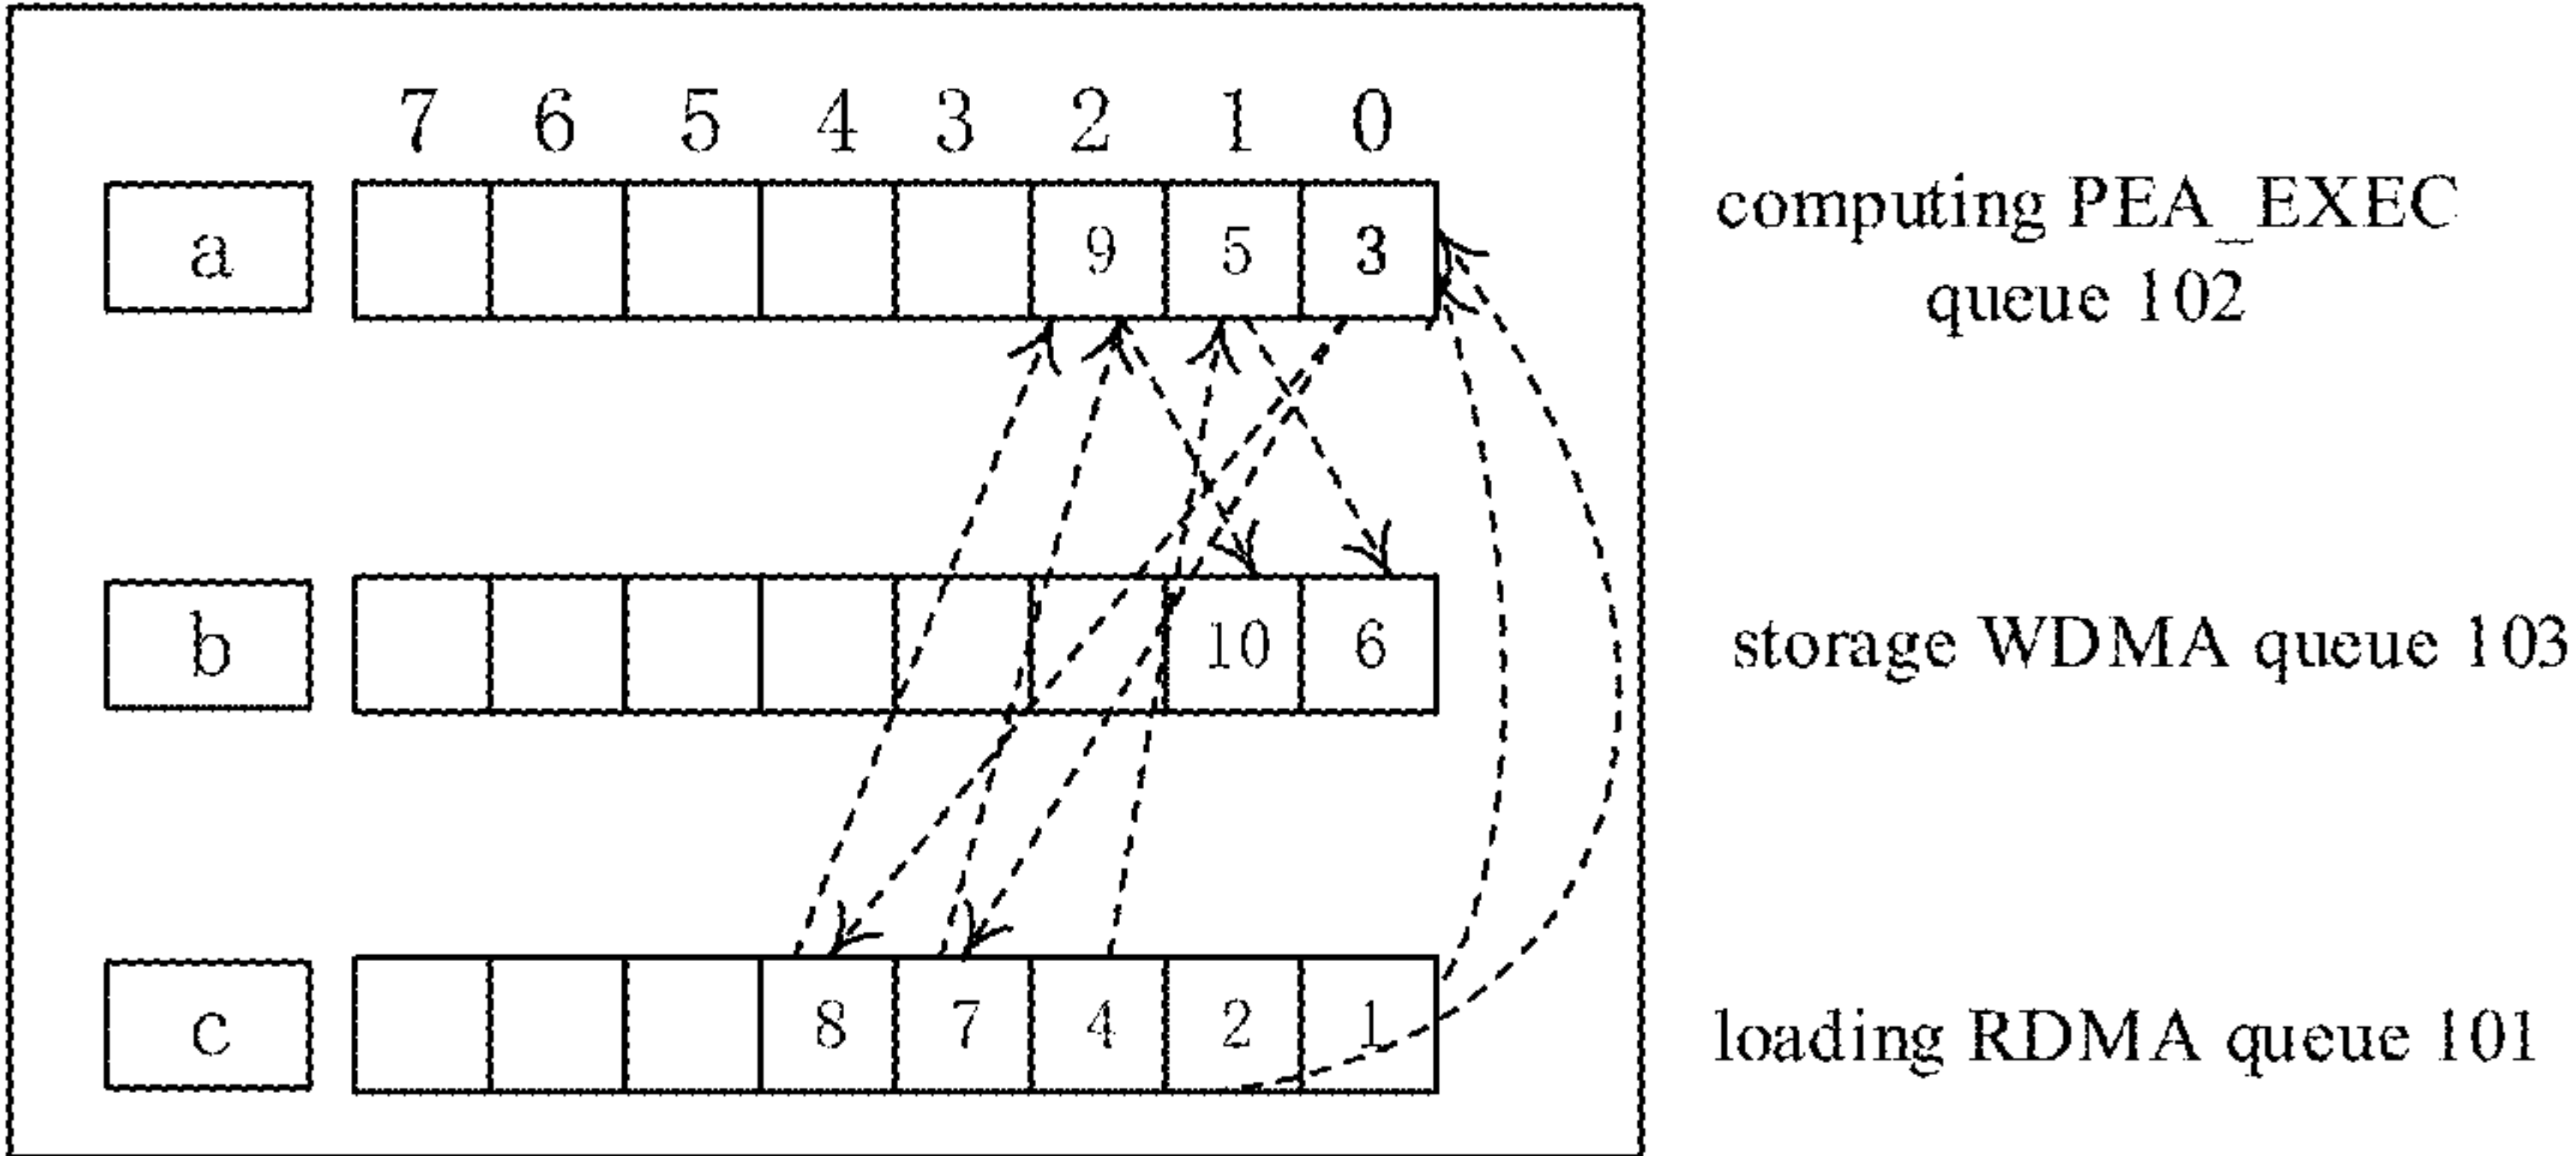 7 6 5 4 3 2 1 0
a 9 5 3 computing PEA_EXEC
queue 102
b 10 6 storage WDMA queue 103
c 8 7 4 2 1 loading RDMA queue 101